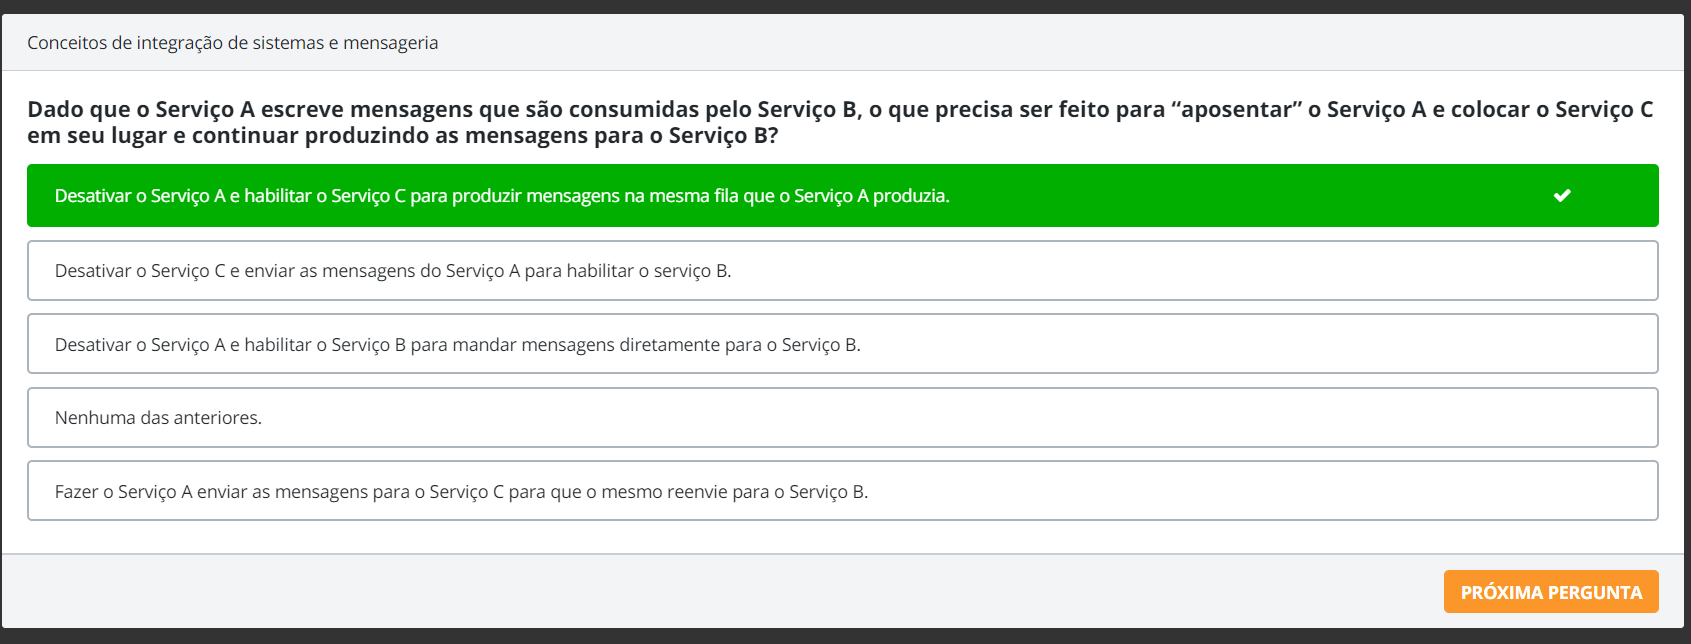 Conceitos de integração de sistemas e mensageria
Dado que o Serviço A escreve mensagens que são consumidas pelo Serviço B, o que precisa ser feito para “aposentar” o Serviço A e colocar o Serviço C
em seu lugar e continuar produzindo as mensagens para o Serviço B?
Desativar o Serviço A e habilitar o Serviço C para produzir mensagens na mesma fila que o Serviço A produzia.
Desativar o Serviço C e enviar as mensagens do Serviço A para habilitar o serviço B.
Desativar o Serviço A e habilitar o Serviço B para mandar mensagens diretamente para o Serviço B.
Nenhuma das anteriores.
Fazer o Serviço A enviar as mensagens para o Serviço C para que o mesmo reenvie para o Serviço B.
PRÓXIMA PERGUNTA